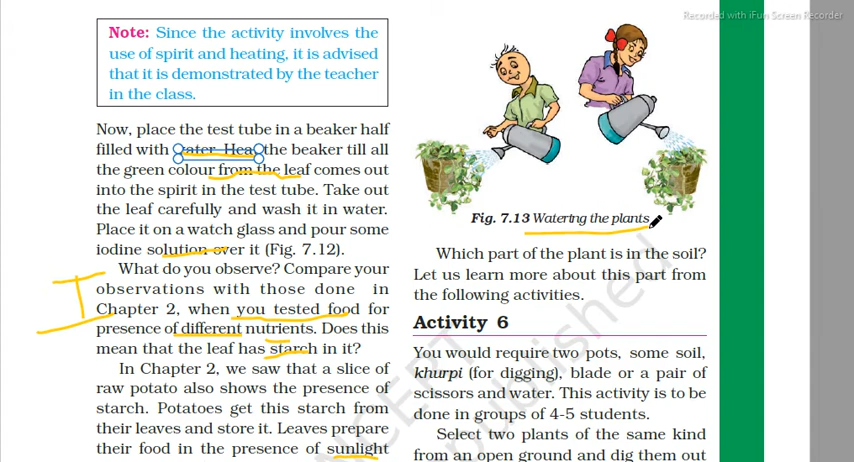 Recorded with iFun Screen Recorder
Note: Since the activity involves the
use of spirit and heating, it is advised
that it is demonstrated by the teacher
in the class.
Now, place the test tube in a beaker half
filled with water. Heat the beaker till all
the green colour from the leaf comes out
into the spirit in the test tube. Take out
the leaf carefully and wash it in water.
Place it on a watch glass and pour some
iodine solution over it (Fig. 7.12).
What do you observe? Compare your
observations with those done in
Chapter 2, when you tested food for
presence of different nutrients. Does this
mean that the leaf has starch in it?
In Chapter 2, we saw that a slice of
raw potato also shows the presence of
starch. Potatoes get this starch from
their leaves and store it. Leaves prepare
their food in the presence of sunlight
Fig. 7.13 Watering the plants
Which part of the plant is in the soil?
Let us learn more about this part from
the following activities.
Activity 6
You would require two pots, some soil,
khurpi (for digging), blade or a pair of
scissors and water. This activity is to be
done in groups of 4-5 students.
Select two plants of the same kind
from an open ground and dig them out
NCERT
published